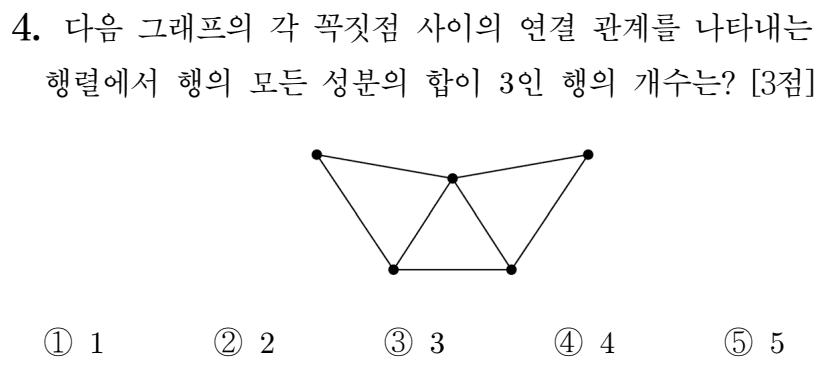 4. 다음 그래프의 각 꼭짓점 사이의 연결 관계를 나타내는
행렬에서 행의 모든 성분의 합이 3인 행의 개수는? [3점]
① 1 ② 2 ③ 3 ④ 4 ⑤ 5